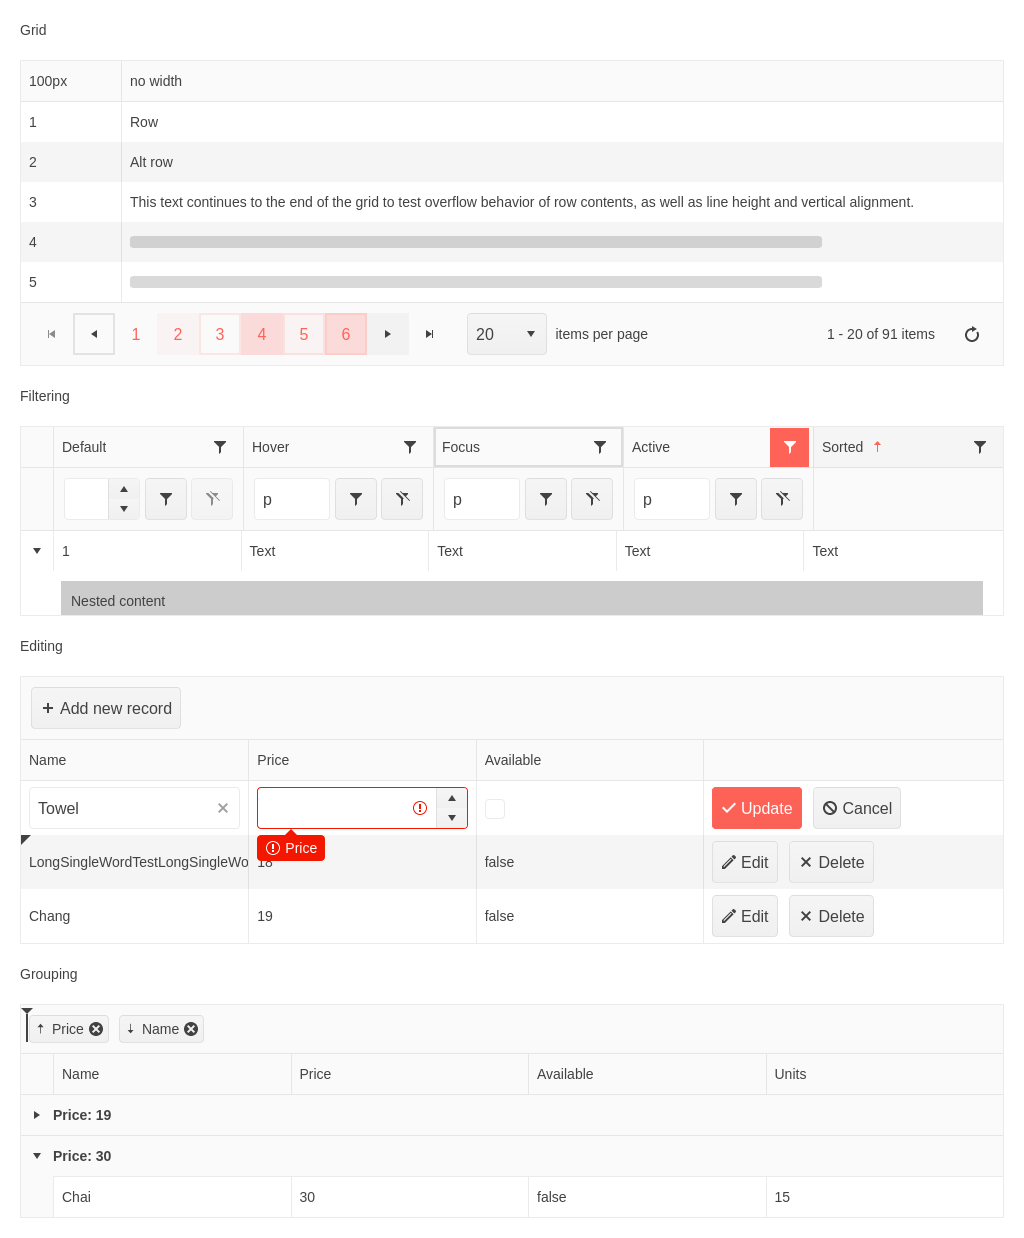 Grid
100px no width
1 Row
2 Alt row
3 This text continues to the end of the grid to test overflow behavior of row contents, as well as line height and vertical alignment.
4
5
1 2 3 4 5 6 20 items per page 1 - 20 of 91 items
Filtering
Default Hover Focus Active Sorted
p p p
1 Text Text Text Text
Nested content
Editing
Add new record
Name Price Available
Towel Update Cancel
Price
LongSingleWordTestLongSingleWo 18 false Edit Delete
Chang 19 false Edit Delete
Grouping
Price Name
Name Price Available Units
Price: 19
Price: 30
Chai 30 false 15